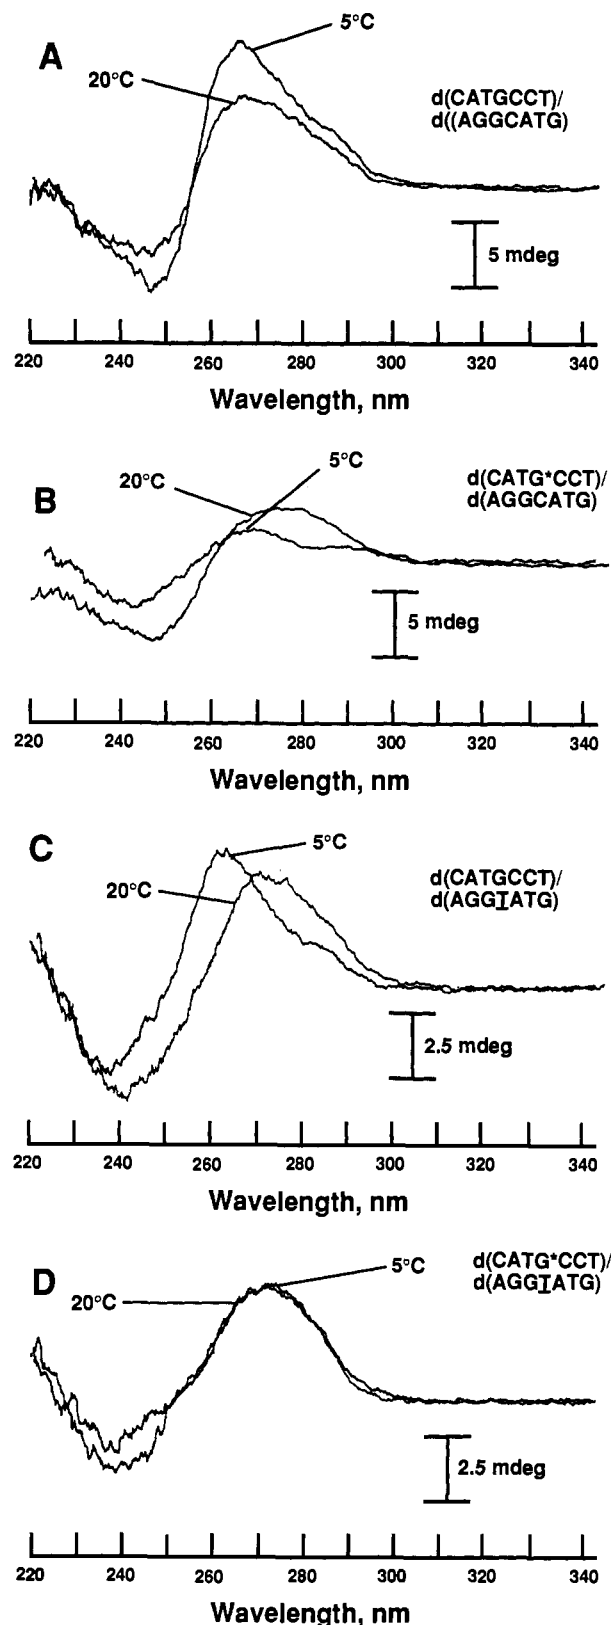 A
5°C
20°C
d(CATGCCT)/
d((AGGCATG)
5 mdeg
220 240 260 280 300 320 340
Wavelength, nm
B
5°C
20°C
d(CATG*CCT)/
d(AGGCATG)
5 mdeg
220 240 260 280 300 320 340
Wavelength, nm
C
5°C
20°C
d(CATGCCT)/
d(AGGIATG)
2.5 mdeg
220 240 260 280 300 320 340
Wavelength, nm
D
5°C
20°C
d(CATG*CCT)/
d(AGGIATG)
2.5 mdeg
220 240 260 280 300 320 340
Wavelength, nm